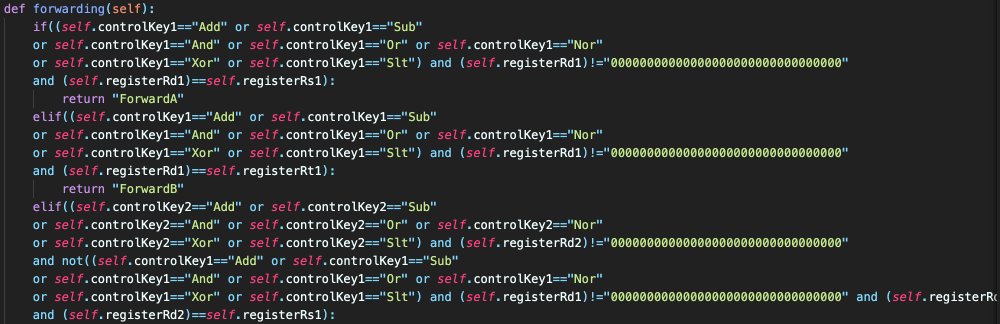 def forwarding(self):
if((self.controlKey1=="Add" or self.controlKey1=="Sub"
or self.controlKey1=="And" or self.controlKey1=="Or" or self.controlKey1=="Nor"
or self.controlKey1=="Xor" or self.controlKey1=="Slt") and (self.registerRd1)!="00000000000000000000000000000000"
and (self.registerRd1)==self.registerRs1):
return "ForwardA"
elif((self.controlKey1=="Add" or self.controlKey1=="Sub"
or self.controlKey1=="And" or self.controlKey1=="Or" or self.controlKey1=="Nor"
or self.controlKey1=="Xor" or self.controlKey1=="Slt") and (self.registerRd1)!="00000000000000000000000000000000"
and (self.registerRd1)==self.registerRt1):
return "ForwardB"
elif((self.controlKey2=="Add" or self.controlKey2=="Sub"
or self.controlKey2=="And" or self.controlKey2=="Or" or self.controlKey2=="Nor"
or self.controlKey2=="Xor" or self.controlKey2=="Slt") and (self.registerRd2)!="00000000000000000000000000000000"
and not((self.controlKey1=="Add" or self.controlKey1=="Sub"
or self.controlKey1=="And" or self.controlKey1=="Or" or self.controlKey1=="Nor"
or self.controlKey1=="Xor" or self.controlKey1=="Slt") and (self.registerRd1)!="00000000000000000000000000000000" and (self.registerR
and (self.registerRd2)==self.registerRs1):